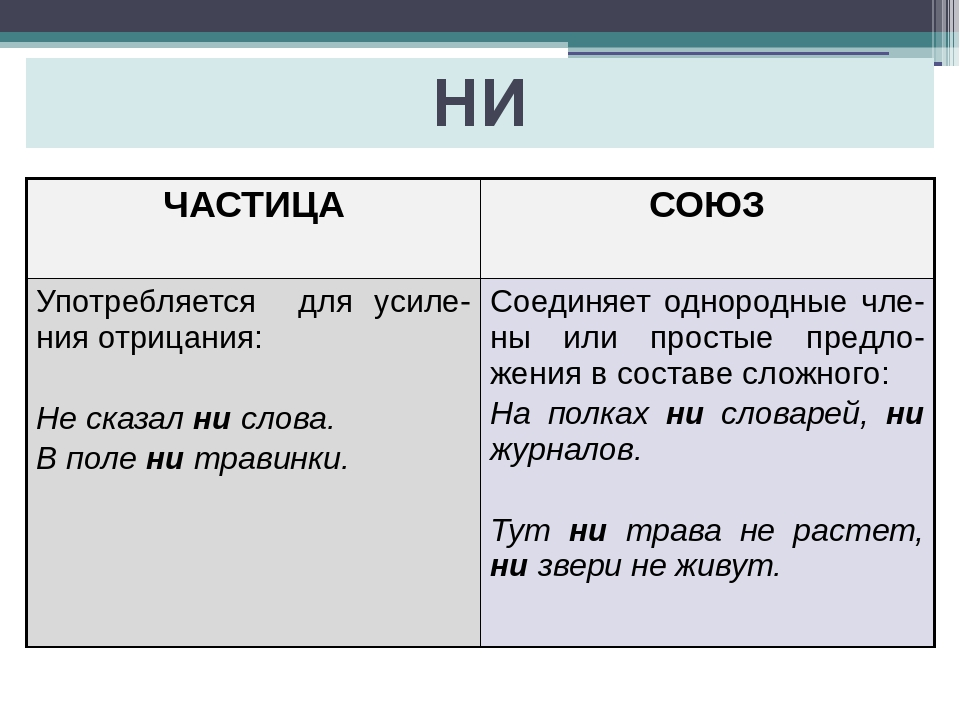 НИ
ЧАСТИЦА
СОЮЗ
Употребляется для усиле-
ния отрицания:
Не сказал ни слова.
В поле ни травинки.
Соединяет однородные чле-
ны или простые предло-
жения в составе сложного:
На полках ни словарей, ни
журналов.
Тут ни трава не растет,
ни звери не живут.